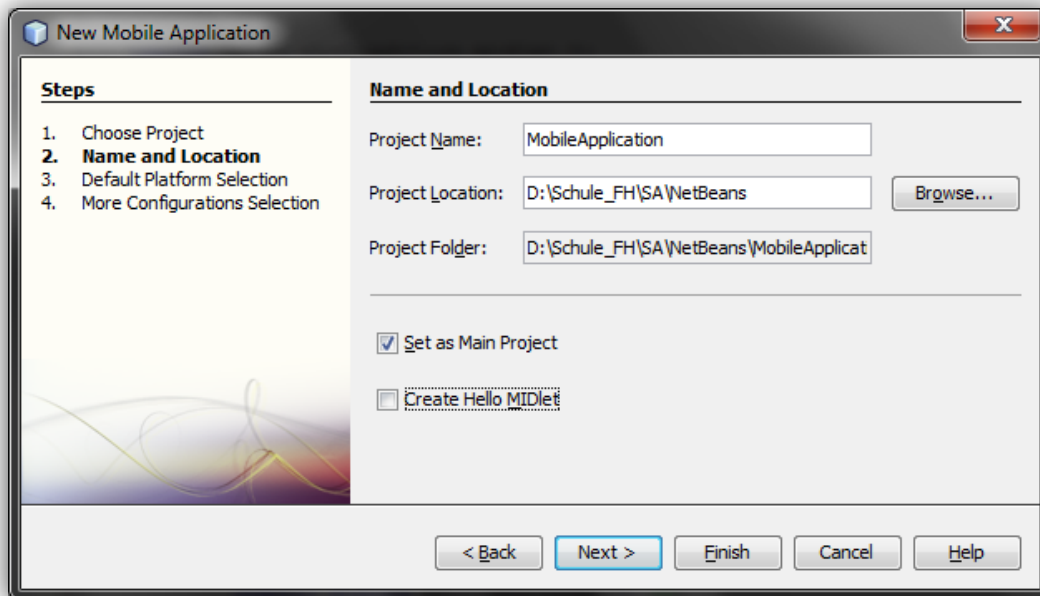 New Mobile Application
Steps
1. Choose Project
2. Name and Location
3. Default Platform Selection
4. More Configurations Selection
Name and Location
Project Name: MobileApplication
Project Location: D:\Schule_FH\SA\NetBeans Browse...
Project Folder: D:\Schule_FH\SA\NetBeans\MobileApplicat
Set as Main Project
Create Hello MIDlet
< Back Next > Finish Cancel Help